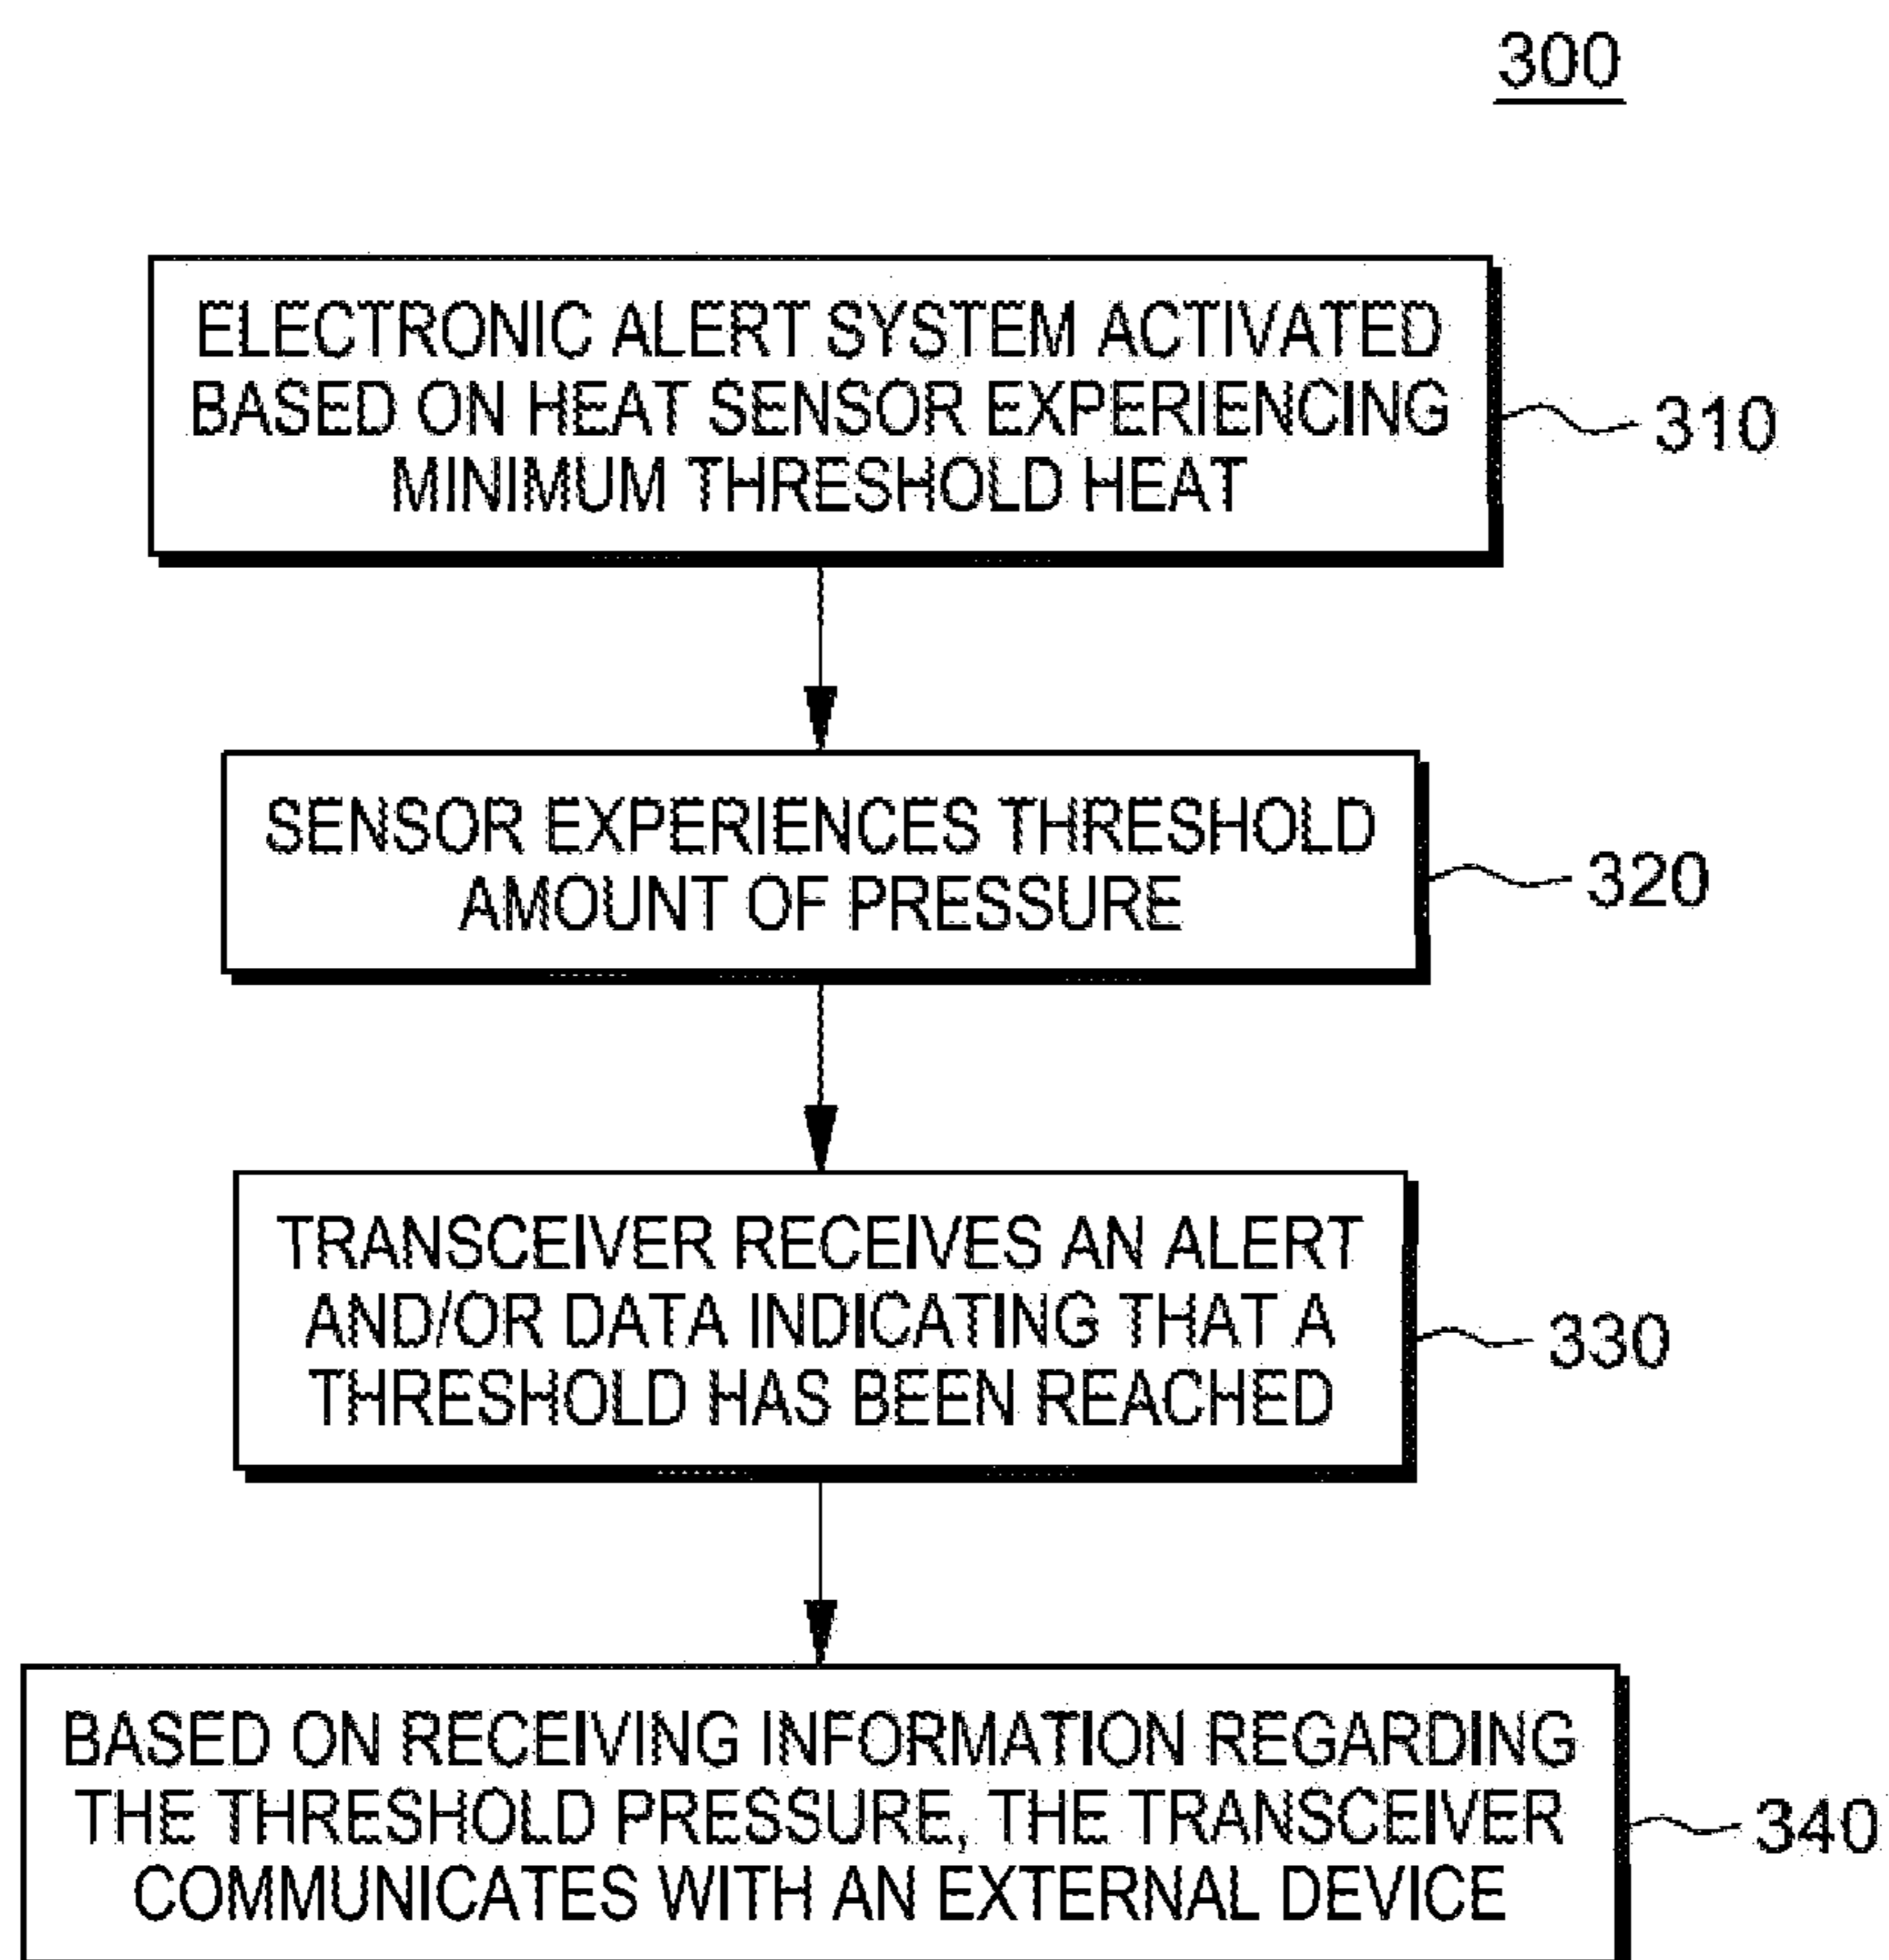 300
ELECTRONIC ALERT SYSTEM ACTIVATED
BASED ON HEAT SENSOR EXPERIENCING
MINIMUM THRESHOLD HEAT
310
SENSOR EXPERIENCES THRESHOLD
AMOUNT OF PRESSURE
320
TRANSCEIVER RECEIVES AN ALERT
AND/OR DATA INDICATING THAT A
THRESHOLD HAS BEEN REACHED
330
BASED ON RECEIVING INFORMATION REGARDING
THE THRESHOLD PRESSURE, THE TRANSCEIVER
COMMUNICATES WITH AN EXTERNAL DEVICE
340